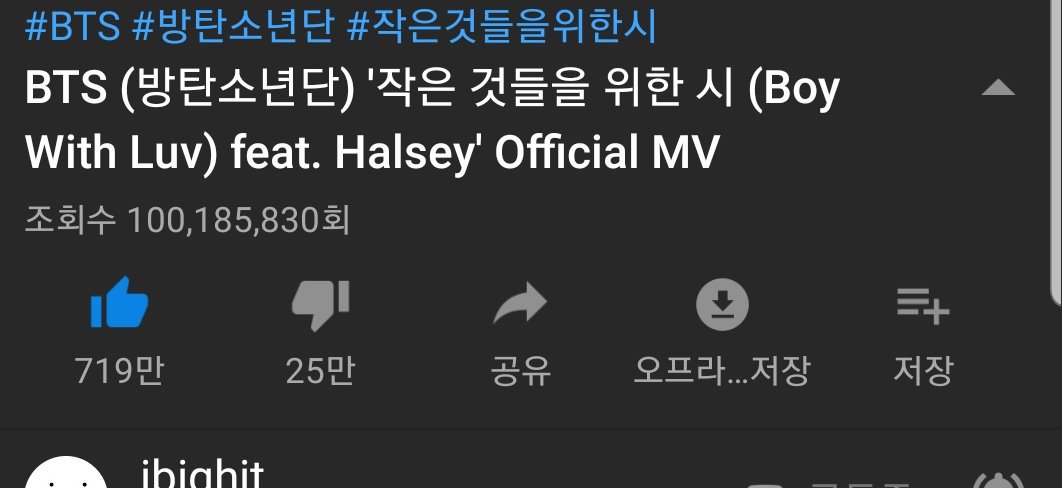 #BTS #방탄소년단 #작은것들을위한시
BTS (방탄소년단) '작은 것들을 위한 시 (Boy
With Luv) feat. Halsey' Official MV
조회수 100,185,830회
719만 25만 공유 오프라...저장 저장
ibighit